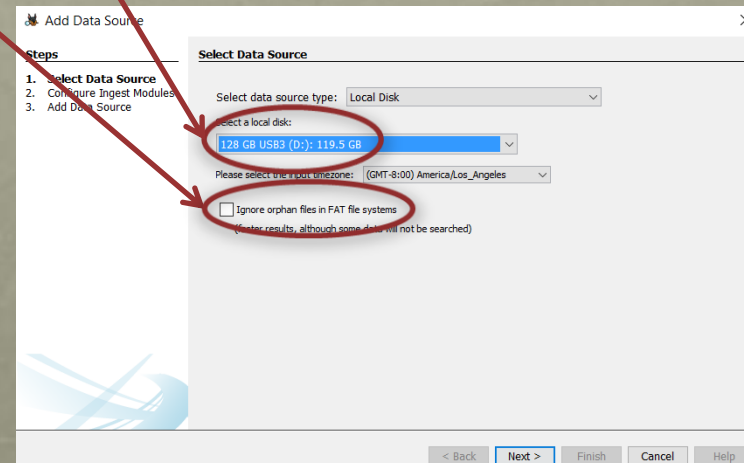 Add Data Source
Steps
1. Select Data Source
2. Configure Ingest Modules
3. Add Data Source
Select Data Source
Select data source type: Local Disk
Select a local disk:
128 GB USB3 (D:): 119.5 GB
Please select the input timezone: (GMT-8:00) America/Los_Angeles
Ignore orphan files in FAT file systems
(faster results, although some data will not be searched)
< Back Next > Finish Cancel Help